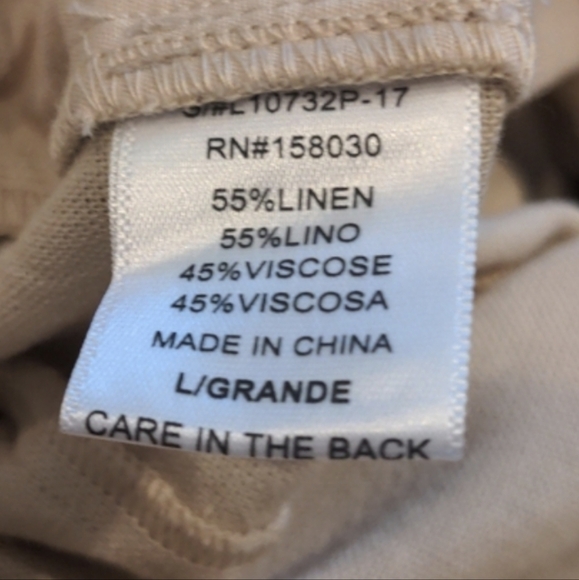 S/#L10732P-17
RN#158030
55%LINEN
55%LINO
45%VISCOSE
45%VISCOSA
MADE IN CHINA
L/GRANDE
CARE IN THE BACK